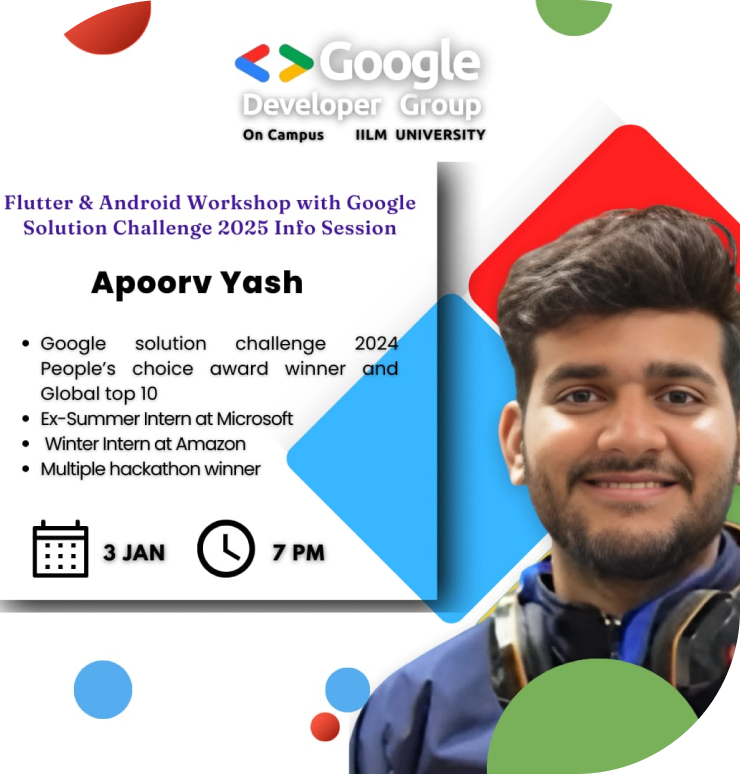 Google
Developer Group
On Campus IILM UNIVERSITY
Flutter & Android Workshop with Google
Solution Challenge 2025 Info Session
Apoorv Yash
• Google solution challenge 2024
People’s choice award winner and
Global top 10
• Ex-Summer Intern at Microsoft
• Winter Intern at Amazon
• Multiple hackathon winner
3 JAN 7 PM